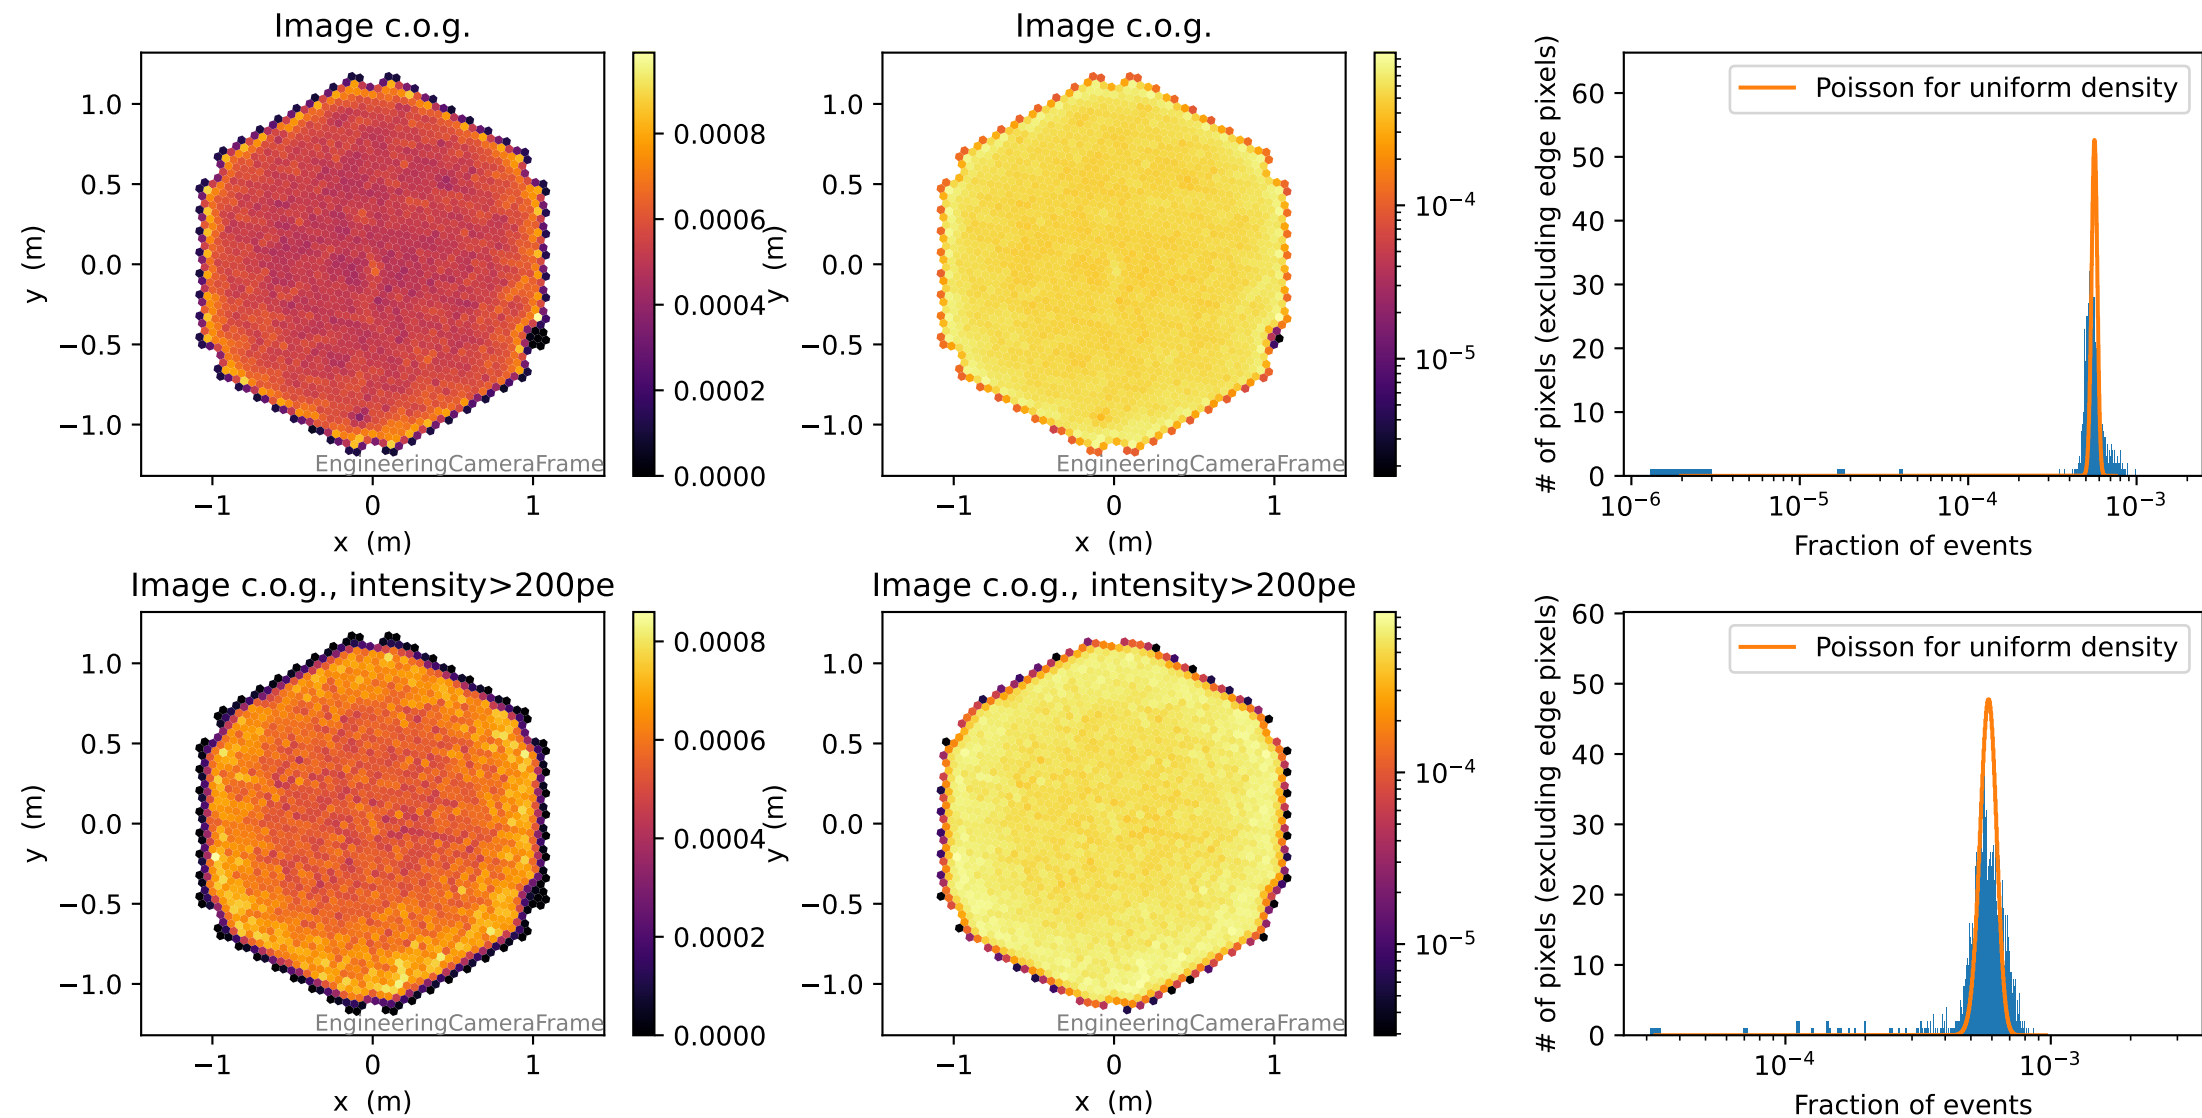 Image c.o.g.
1.0
0.5
0.0
−0.5
−1.0
y (m)
−1 0 1
x (m)
EngineeringCameraFrame
0.0008
0.0006
0.0004
0.0002
0.0000
Image c.o.g.
1.0
0.5
0.0
−0.5
−1.0
y (m)
−1 0 1
x (m)
EngineeringCameraFrame
10⁻⁴
10⁻⁵
Poisson for uniform density
60
50
40
30
20
10
0
# of pixels (excluding edge pixels)
10⁻⁶ 10⁻⁵ 10⁻⁴ 10⁻³
Fraction of events
Image c.o.g., intensity>200pe
1.0
0.5
0.0
−0.5
−1.0
y (m)
−1 0 1
x (m)
EngineeringCameraFrame
0.0008
0.0006
0.0004
0.0002
0.0000
Image c.o.g., intensity>200pe
1.0
0.5
0.0
−0.5
−1.0
y (m)
−1 0 1
x (m)
EngineeringCameraFrame
10⁻⁴
10⁻⁵
Poisson for uniform density
60
50
40
30
20
10
0
# of pixels (excluding edge pixels)
10⁻⁴ 10⁻³
Fraction of events